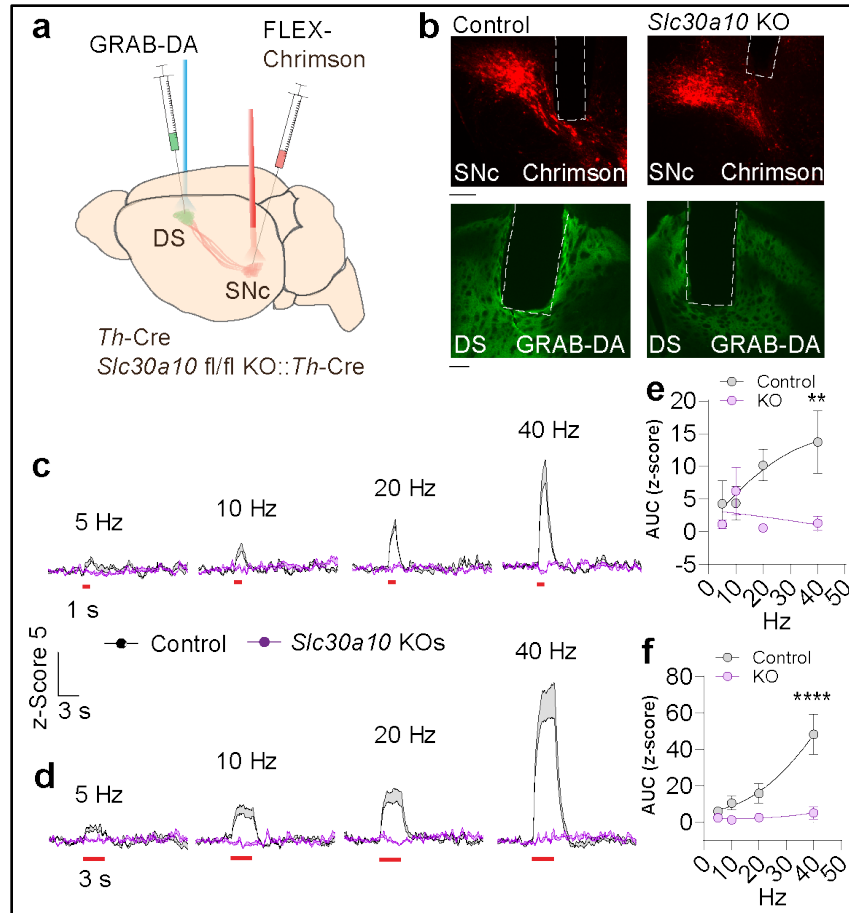 a
GRAB-DA
FLEX-
Chrimson
DS
SNc
Th-Cre
Slc30a10 fl/fl KO::Th-Cre
b
Control
Slc30a10 KO
SNc Chrimson
SNc Chrimson
DS GRAB-DA
DS GRAB-DA
c
5 Hz
10 Hz
20 Hz
40 Hz
1 s
Control
Slc30a10 KOs
z-Score 5
3 s
d
5 Hz
10 Hz
20 Hz
40 Hz
3 s
e
Control
KO
**
AUC (z-score)
20
15
10
5
0
-5
0
10
20
30
40
50
Hz
f
Control
KO
****
AUC (z-score)
80
60
40
20
0
0
10
20
30
40
50
Hz